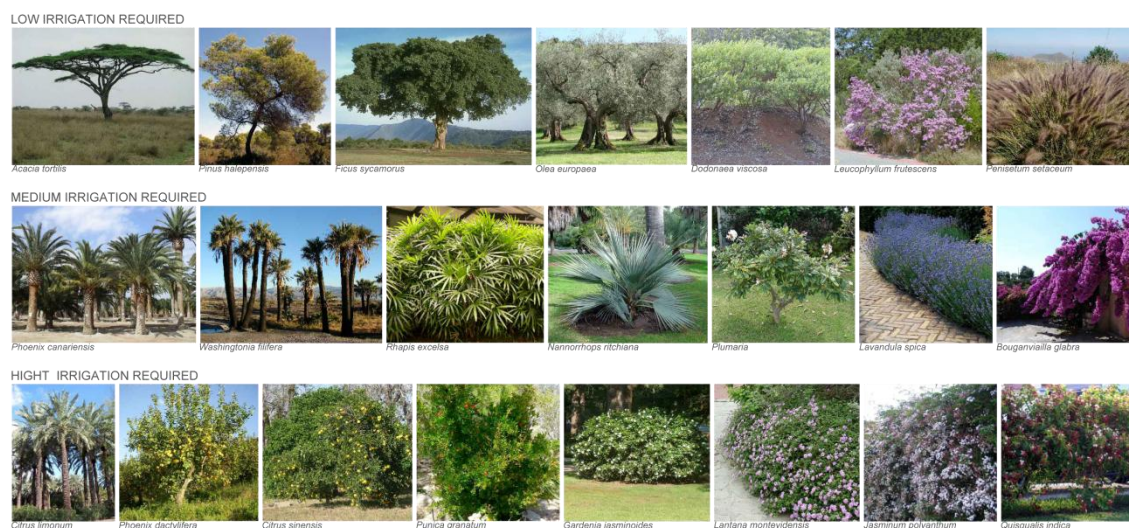 LOW IRRIGATION REQUIRED
Acacia tortilis Pinus halepensis Ficus sycamorus Olea europaea Dodonaea viscosa Leucophyllum frutescens Penisetum setaceum
MEDIUM IRRIGATION REQUIRED
Phoenix canariensis Washingtonia filifera Rhapis excelsa Nannorrhops ritchiana Plumaria Lavandula spica Bouganviailla glabra
HIGHT IRRIGATION REQUIRED
Citrus limonum Phoenix dactylifera Citrus sinensis Punica granatum Gardenia jasminoides Lantana montevidensis Jasminum polyanthum Quisqualis indica